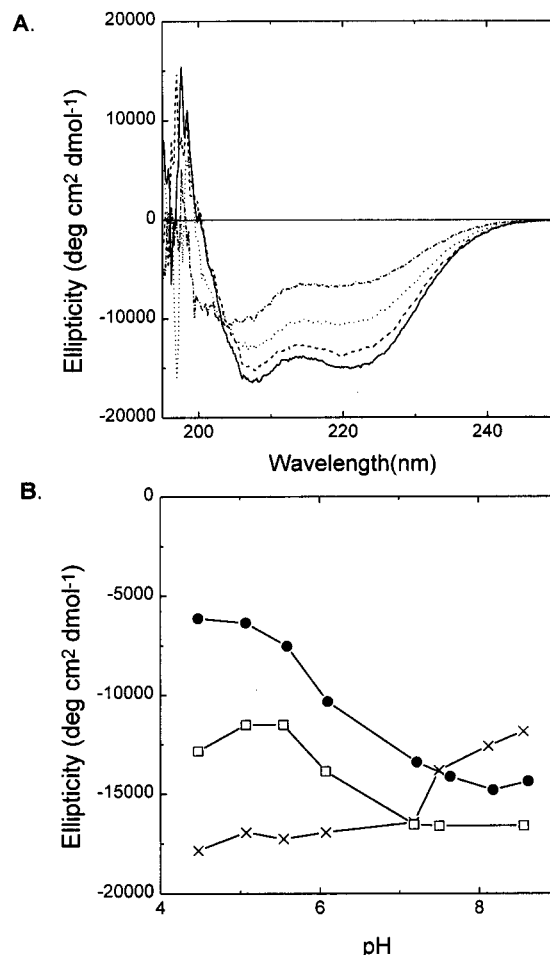 A.
20000
10000
0
-10000
-20000
Ellipticity (deg cm2 dmol-1)
200 220 240
Wavelength(nm)
B.
0
-5000
-10000
-15000
-20000
Ellipticity (deg cm2 dmol-1)
4 6 8
pH